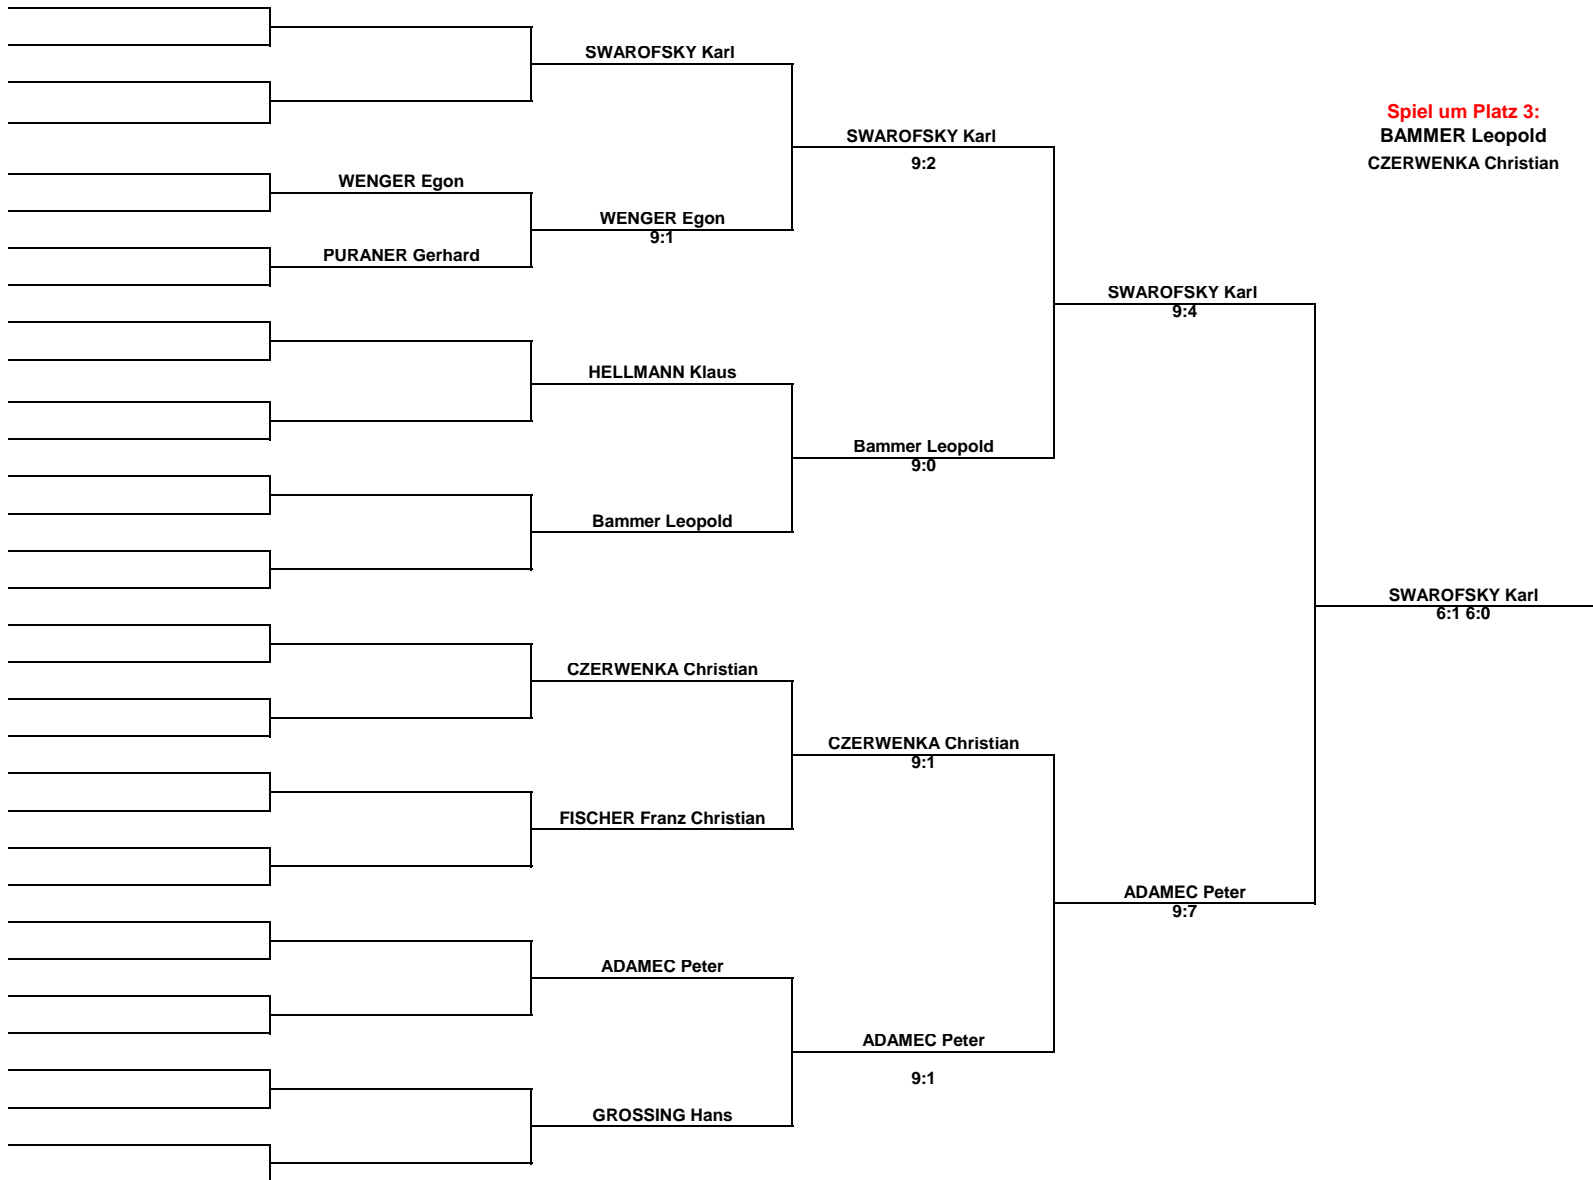 SWAROFSKY Karl
Spiel um Platz 3:
BAMMER Leopold
SWAROFSKY Karl
9:2
CZERWENKA Christian
WENGER Egon
WENGER Egon
9:1
PURANER Gerhard
SWAROFSKY Karl
9:4
HELLMANN Klaus
Bammer Leopold
9:0
Bammer Leopold
SWAROFSKY Karl
6:1 6:0
CZERWENKA Christian
CZERWENKA Christian
9:1
FISCHER Franz Christian
ADAMEC Peter
9:7
ADAMEC Peter
ADAMEC Peter
9:1
GROSSING Hans